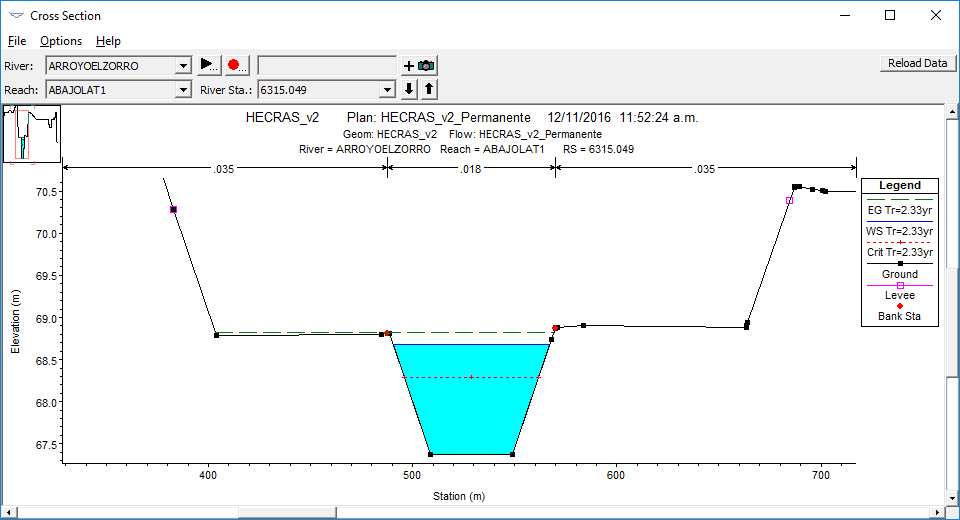 Cross Section
File Options Help
River: ARROYOELZORRO ...
Reload Data
Reach: ABAJOLAT1 River Sta.: 6315.049
HECRAS_v2 Plan: HECRAS_v2_Permanente 12/11/2016 11:52:24 a.m.
Geom: HECRAS_v2 Flow: HECRAS_v2_Permanente
River = ARROYOELZORRO Reach = ABAJOLAT1 RS = 6315.049
.035 .018 .035
70.5
70.0
69.5
69.0
68.5
68.0
67.5
Elevation (m)
400 500 600 700
Station (m)
Legend
EG Tr=2.33yr
WS Tr=2.33yr
Crit Tr=2.33yr
Ground
Levee
Bank Sta